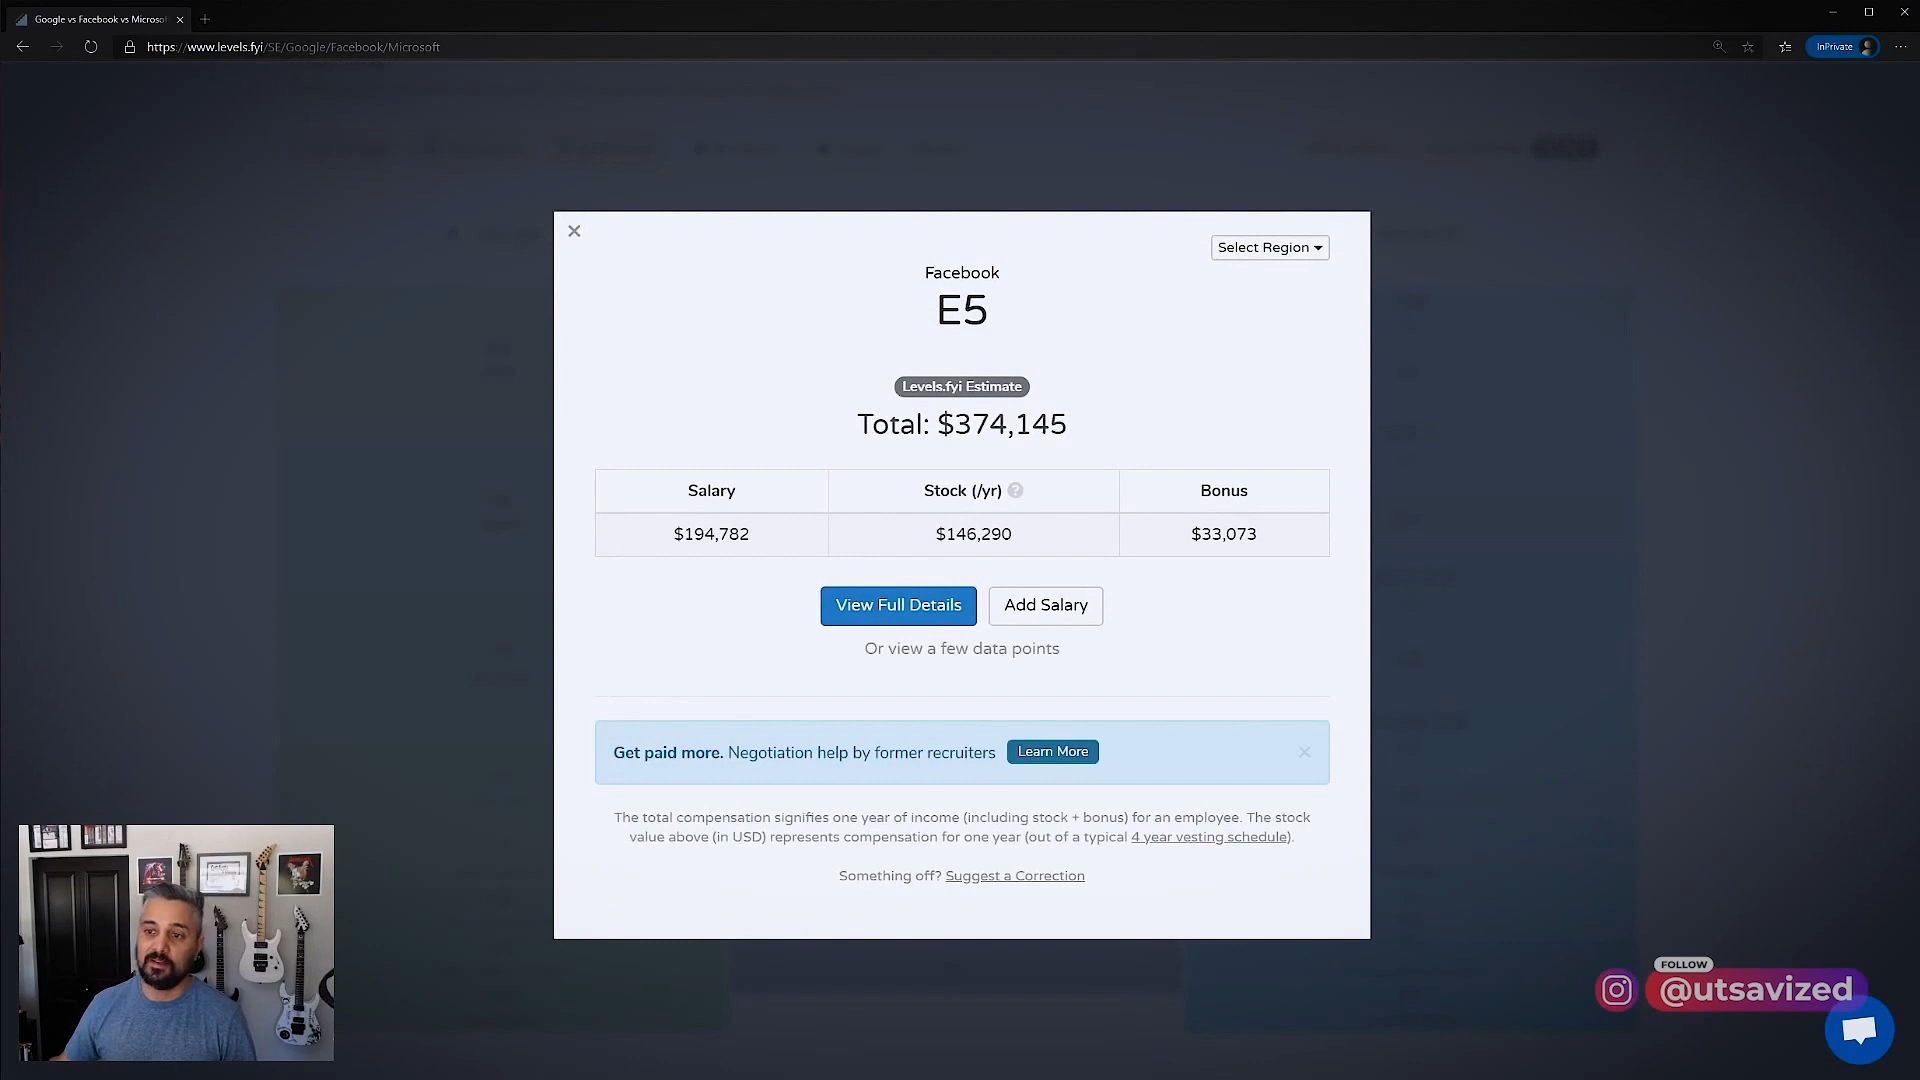 Google vs Facebook vs Microsof
https://www.levels.fyi/SE/Google/Facebook/Microsoft
InPrivate
Select Region
Facebook
E5
Levels.fyi Estimate
Total: $374,145
Salary Stock (/yr) ? Bonus
$194,782 $146,290 $33,073
View Full Details Add Salary
Or view a few data points
Get paid more. Negotiation help by former recruiters Learn More
The total compensation signifies one year of income (including stock + bonus) for an employee. The stock
value above (in USD) represents compensation for one year (out of a typical 4 year vesting schedule).
Something off? Suggest a Correction
FOLLOW
@utsavized